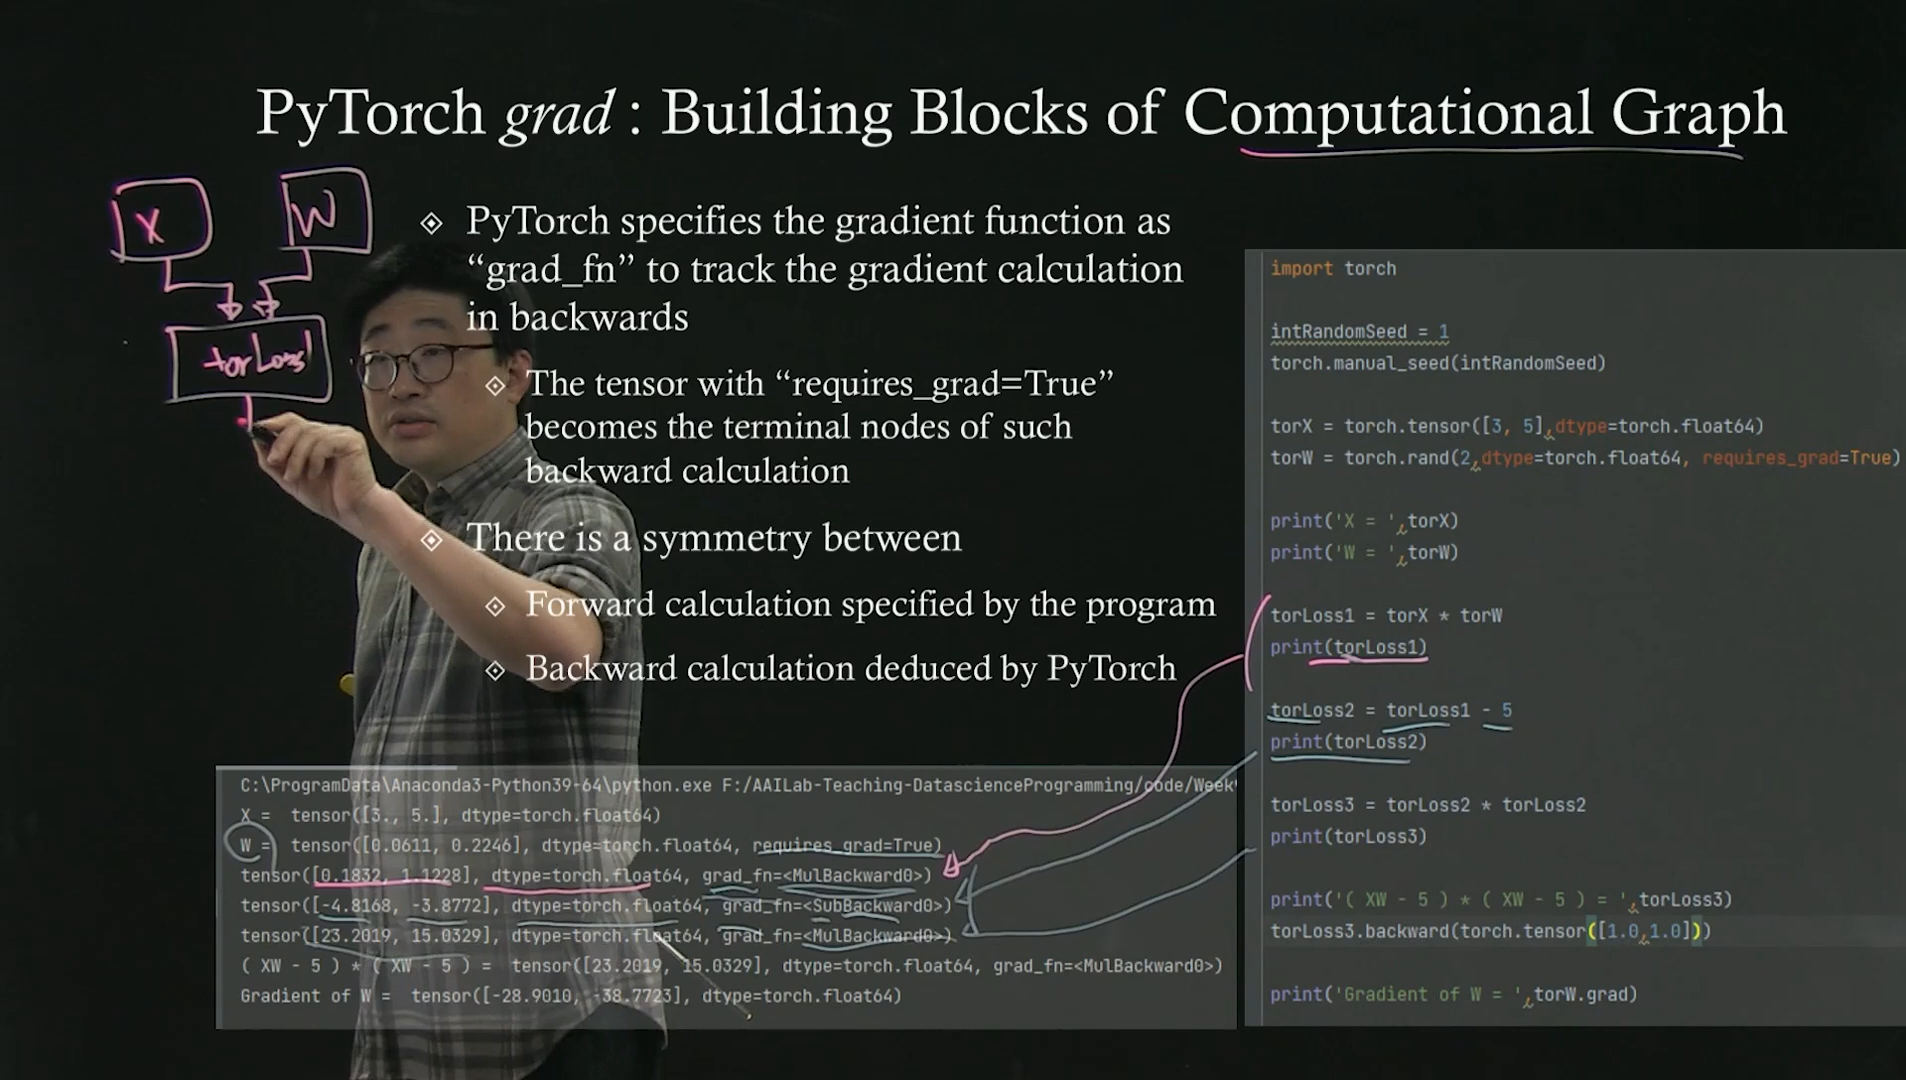 PyTorch grad : Building Blocks of Computational Graph
X
W
torLoss
PyTorch specifies the gradient function as
“grad_fn” to track the gradient calculation
in backwards
The tensor with “requires_grad=True”
becomes the terminal nodes of such
backward calculation
There is a symmetry between
Forward calculation specified by the program
Backward calculation deduced by PyTorch
import torch
intRandomSeed = 1
torch.manual_seed(intRandomSeed)
torX = torch.tensor([3, 5],dtype=torch.float64)
torW = torch.rand(2,dtype=torch.float64, requires_grad=True)
print('X = ',torX)
print('W = ',torW)
torLoss1 = torX * torW
print(torLoss1)
torLoss2 = torLoss1 - 5
print(torLoss2)
torLoss3 = torLoss2 * torLoss2
print(torLoss3)
print('( XW - 5 ) * ( XW - 5 ) = ',torLoss3)
torLoss3.backward(torch.tensor([1.0,1.0]))
print('Gradient of W = ',torW.grad)
C:\ProgramData\Anaconda3-Python39-64\python.exe F:/AAILab-Teaching-DatascienceProgramming/code/Week
X =  tensor([3., 5.], dtype=torch.float64)
W =  tensor([0.0611, 0.2246], dtype=torch.float64, requires_grad=True)
tensor([0.1832, 1.1228], dtype=torch.float64, grad_fn=<MulBackward0>)
tensor([-4.8168, -3.8772], dtype=torch.float64, grad_fn=<SubBackward0>)
tensor([23.2019, 15.0329], dtype=torch.float64, grad_fn=<MulBackward0>)
( XW - 5 ) * ( XW - 5 ) =  tensor([23.2019, 15.0329], dtype=torch.float64, grad_fn=<MulBackward0>)
Gradient of W =  tensor([-28.9010, -38.7723], dtype=torch.float64)